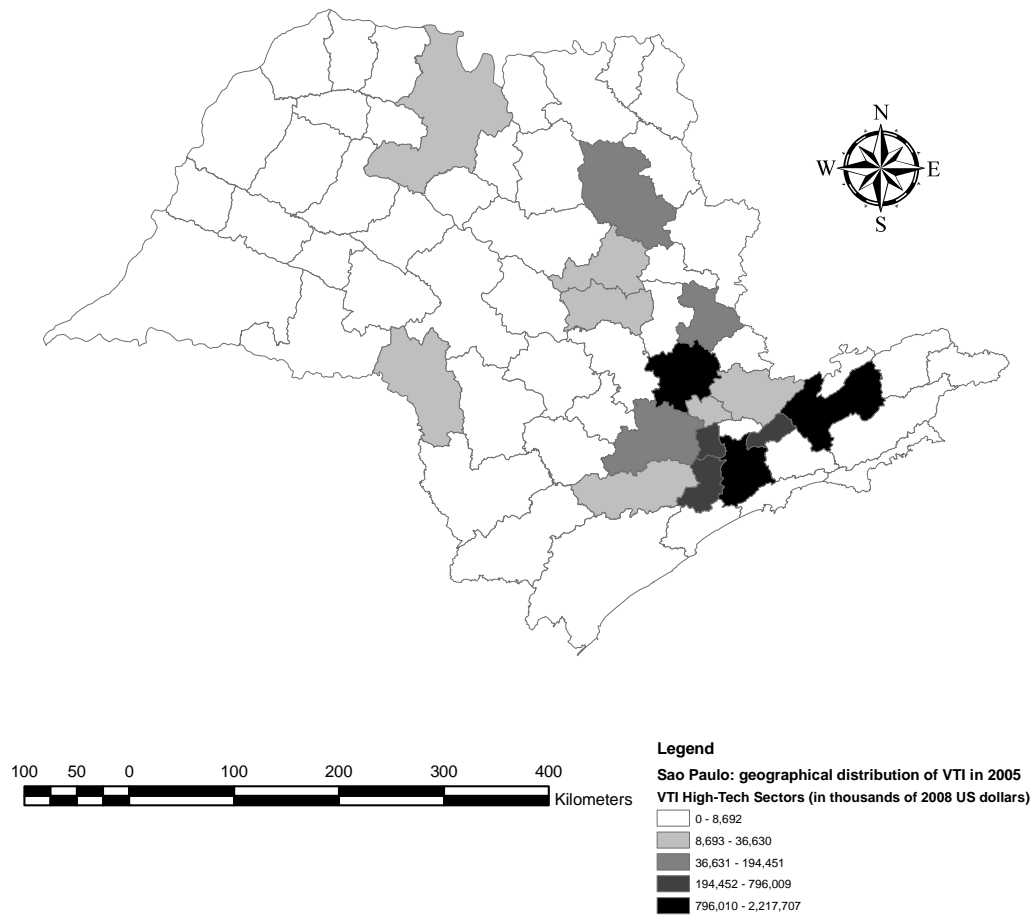 N
W E
S
100 50 0 100 200 300 400
Kilometers
Legend
Sao Paulo: geographical distribution of VTI in 2005
VTI High-Tech Sectors (in thousands of 2008 US dollars)
0 - 8,692
8,693 - 36,630
36,631 - 194,451
194,452 - 796,009
796,010 - 2,217,707